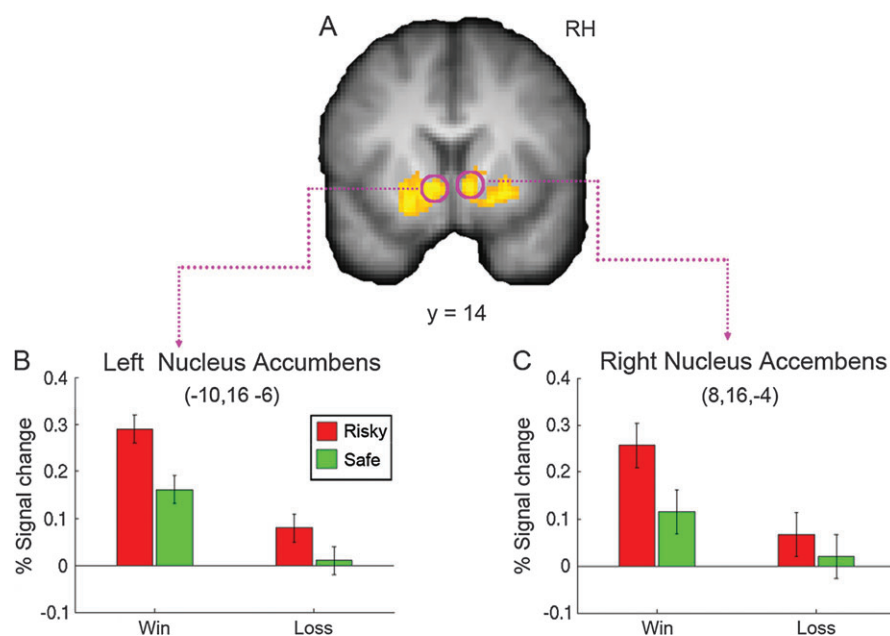 A
RH
y = 14
B
Left Nucleus Accumbens
(-10,16 -6)
0.4
0.3
0.2
0.1
0
-0.1
% Signal change
Risky
Safe
Win Loss
C
Right Nucleus Accembens
(8,16,-4)
0.4
0.3
0.2
0.1
0
-0.1
% Signal change
Win Loss